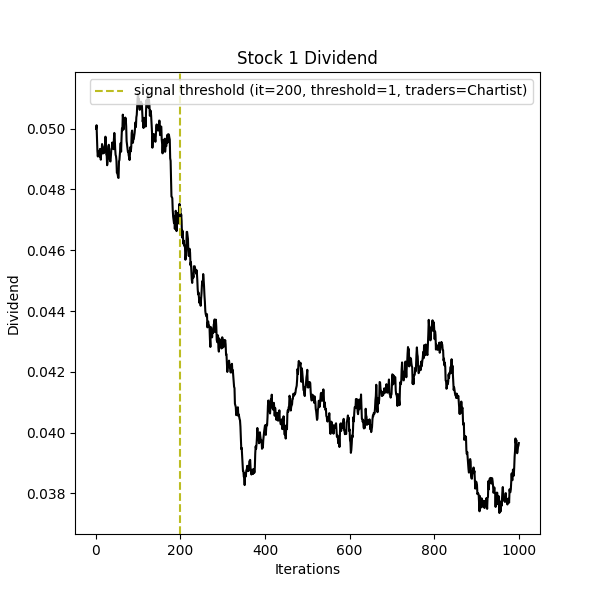 Stock 1 Dividend
signal threshold (it=200, threshold=1, traders=Chartist)
0.050
0.048
0.046
0.044
0.042
0.040
0.038
Dividend
0 200 400 600 800 1000
Iterations